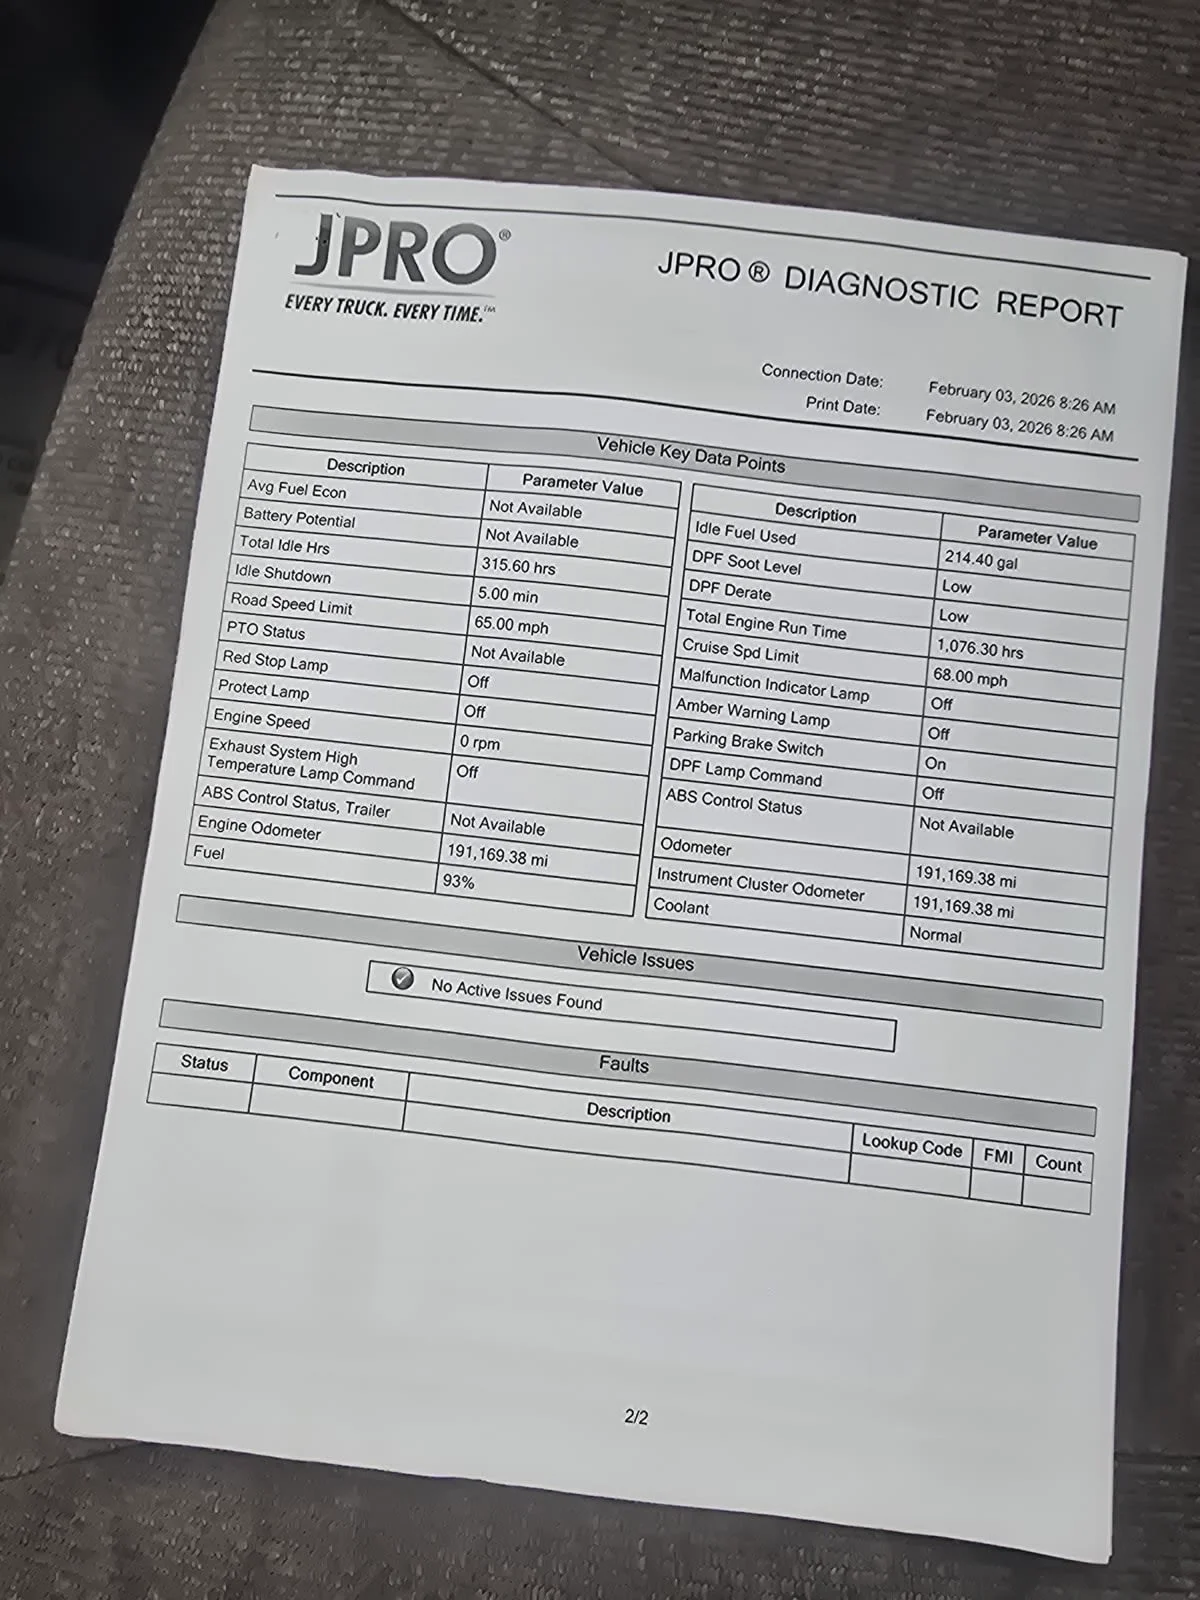 JPRO®
EVERY TRUCK. EVERY TIME.™
JPRO® DIAGNOSTIC REPORT
Connection Date: February 03, 2026 8:26 AM
Print Date: February 03, 2026 8:26 AM
Vehicle Key Data Points
Description Parameter Value
Avg Fuel Econ Not Available
Battery Potential Not Available
Total Idle Hrs 315.60 hrs
Idle Shutdown 5.00 min
Road Speed Limit 65.00 mph
PTO Status Not Available
Red Stop Lamp Off
Protect Lamp Off
Engine Speed 0 rpm
Exhaust System High
Temperature Lamp Command Off
ABS Control Status, Trailer Not Available
Engine Odometer 191,169.38 mi
Fuel 93%
Description Parameter Value
Idle Fuel Used 214.40 gal
DPF Soot Level Low
DPF Derate Low
Total Engine Run Time 1,076.30 hrs
Cruise Spd Limit 68.00 mph
Malfunction Indicator Lamp Off
Amber Warning Lamp Off
Parking Brake Switch On
DPF Lamp Command Off
ABS Control Status Not Available
Odometer 191,169.38 mi
Instrument Cluster Odometer 191,169.38 mi
Coolant Normal
Vehicle Issues
No Active Issues Found
Faults
Status Component Description Lookup Code FMI Count
2/2